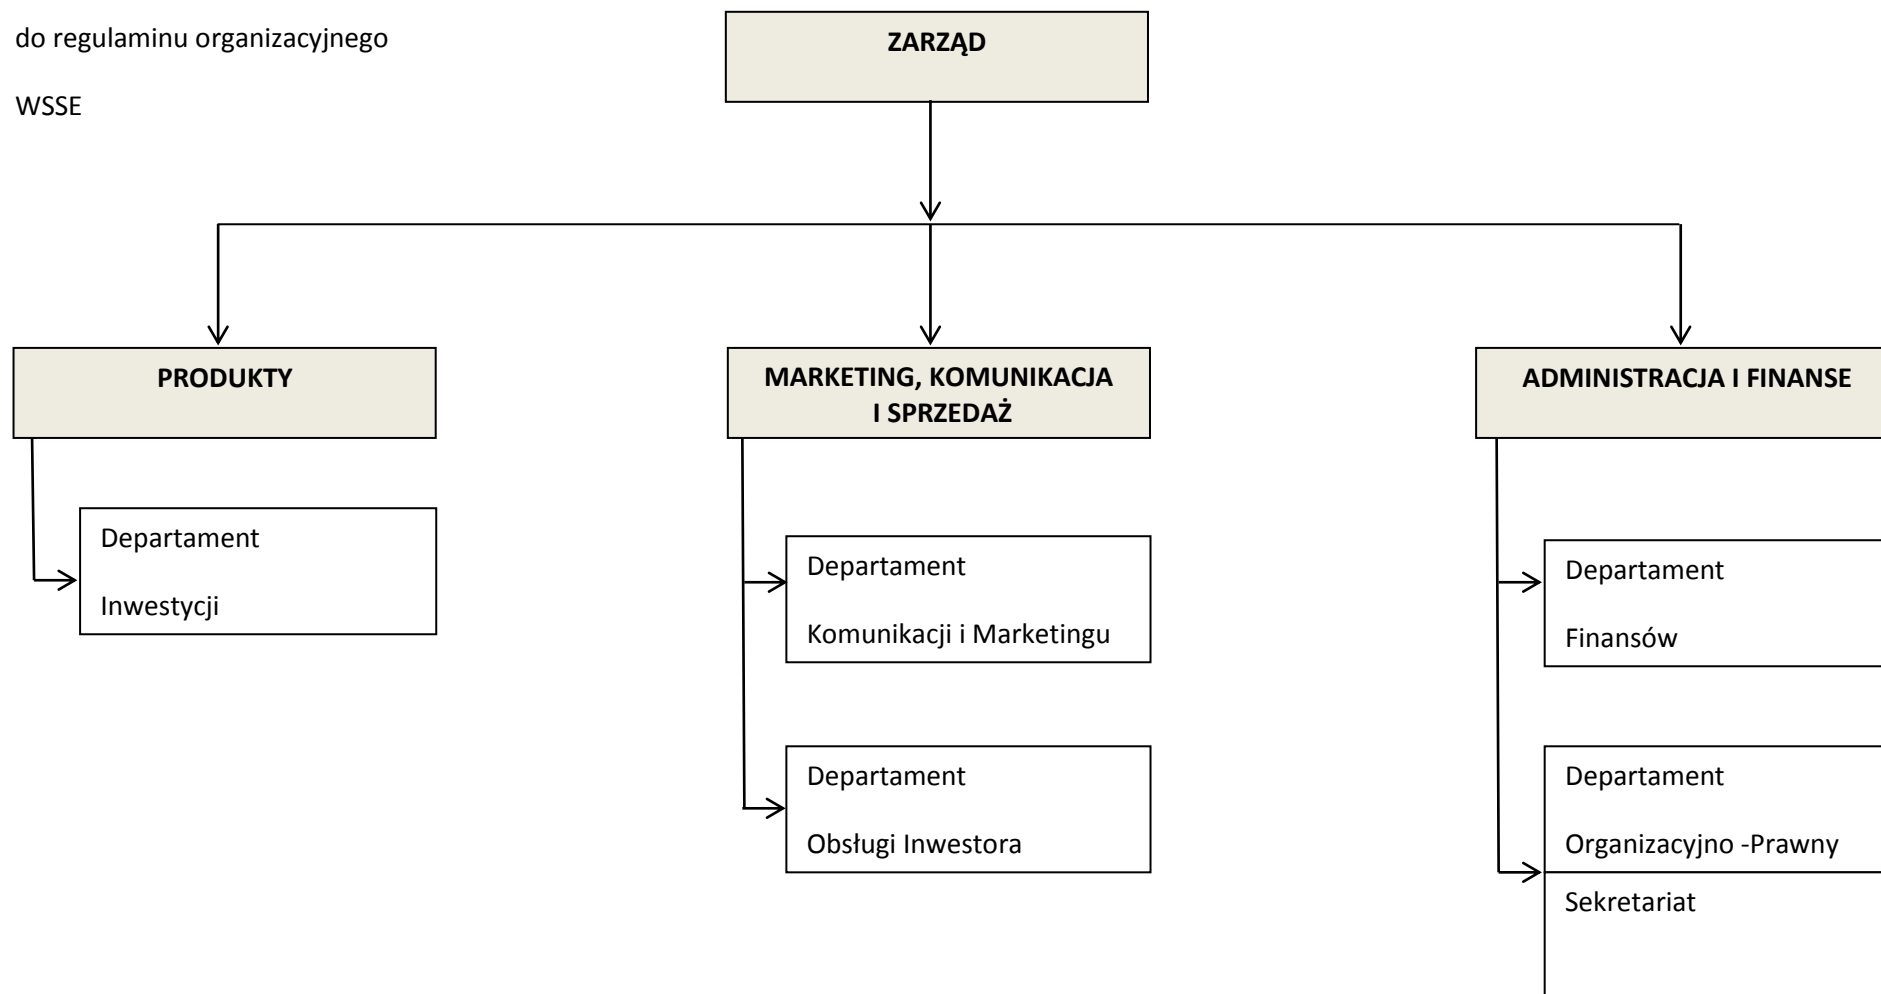 do regulaminu organizacyjnego
WSSE
ZARZĄD
PRODUKTY
Departament
Inwestycji
MARKETING, KOMUNIKACJA
I SPRZEDAŻ
Departament
Komunikacji i Marketingu
Departament
Obsługi Inwestora
ADMINISTRACJA I FINANSE
Departament
Finansów
Departament
Organizacyjno -Prawny
Sekretariat